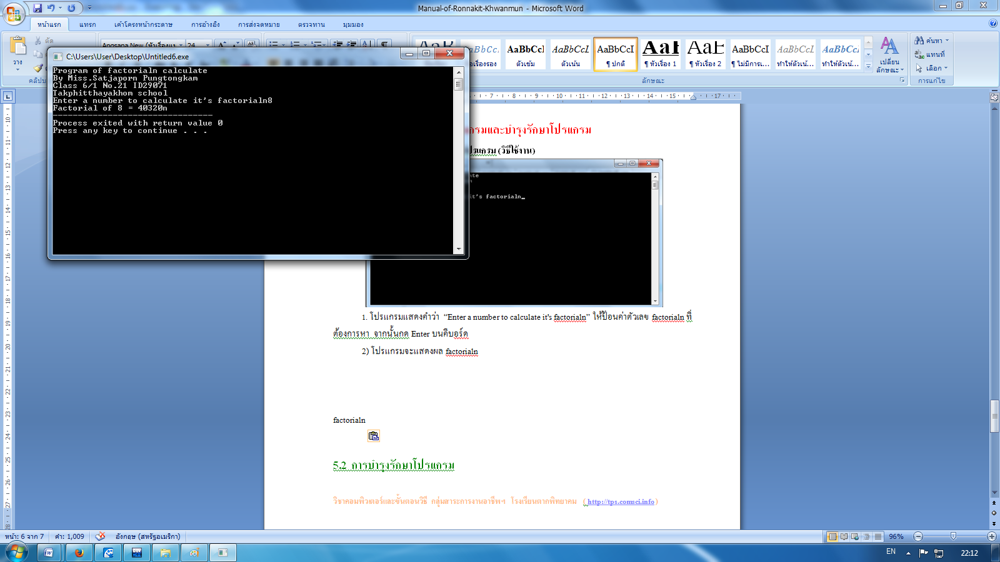 Manual-of-Ronnakit-Khwanmun - Microsoft Word
หน้าแรก แทรก เค้าโครงหน้ากระดาษ การอ้างอิง การส่งจดหมาย ตรวจทาน มุมมอง
วาง
ตัด
Angsana New (หัวเรื่องแบ 24
AaBbCcI AaBbCcL AaBbCcI AaBbCc AaBb AaBbCcI AaBbCcI AaBbCcI
ตัวเข้ม ตัวเน้น ¶ ปกติ ¶ หัวเรื่อง 1 ¶ หัวเรื่อง 2 ¶ ไม่มีการเ... ทำให้ตัวเน้... ทำให้ตัวเน้...
เปลี่ยน
ลักษณะ
ค้นหา
แทนที่
เลือก
ลักษณะ
การแก้ไข
C:\Users\User\Desktop\Untitled6.exe
Program of factorialn calculate
By Miss.Satjaporn Pungtongkam
Class 6/1 No.21 ID29071
Takphitthayakhom school
Enter a number to calculate it's factorialn8
Factorial of 8 = 40320n
--------------------------------
Process exited with return value 0
Press any key to continue . . .
กรมและบำรุงรักษาโปรแกรม
ปรแกรม (วิธีใช้งาน)
it's factorialn_
1. โปรแกรมแสดงคำว่า “Enter a number to calculate it's factorialn” ให้ป้อนค่าตัวเลข factorialn ที่
ต้องการหา จากนั้นกด Enter บนคีบอร์ด
2) โปรแกรมจะแสดงผล factorialn
factorialn
5.2 การบำรุงรักษาโปรแกรม
วิชาคอมพิวเตอร์และขั้นตอนวิธี กลุ่มสาระการงานอาชีพฯ โรงเรียนตากพิทยาคม (http://tps.comsci.info)
หน้า: 6 จาก 7 คำ: 1,009 อังกฤษ (สหรัฐอเมริกา) 96%
EN 22:12